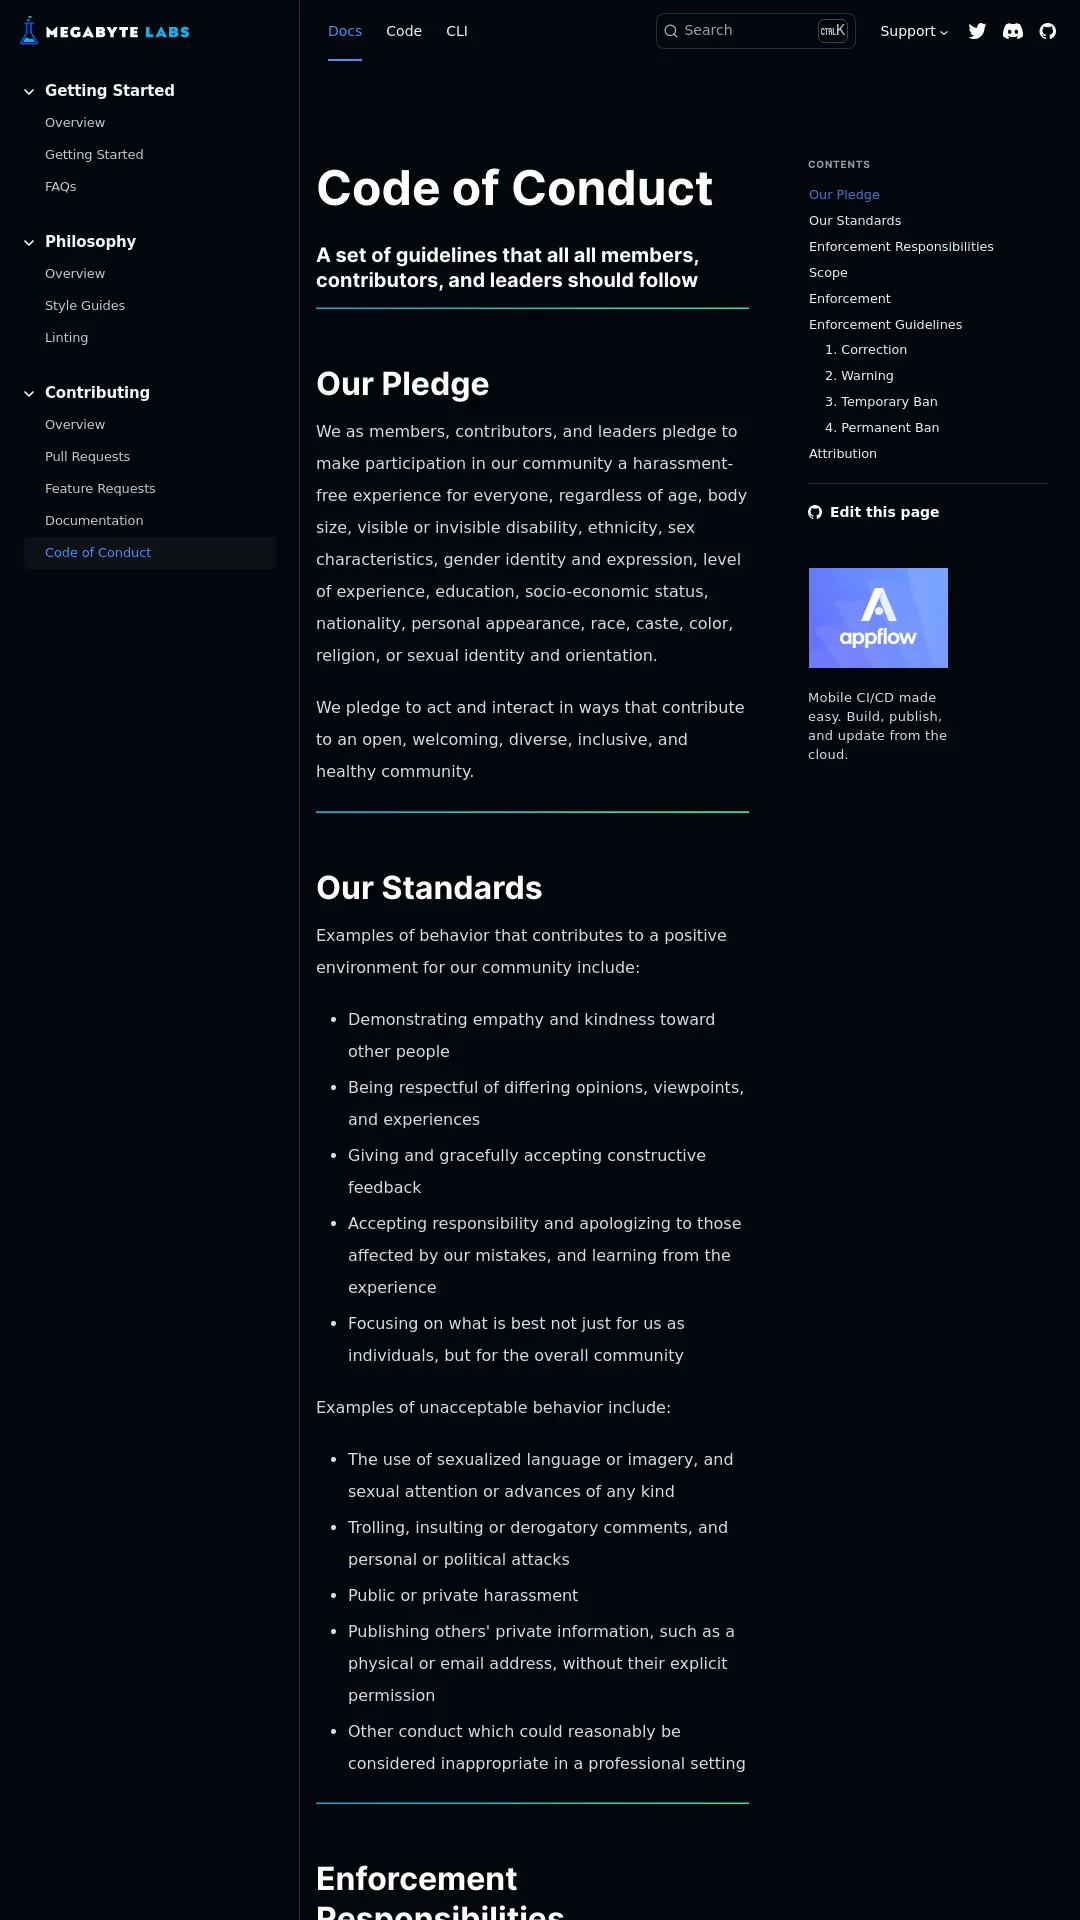 MEGABYTE LABS
Docs Code CLI
Search
CTRL K
Support
Getting Started
Overview
Getting Started
FAQs
Philosophy
Overview
Style Guides
Linting
Contributing
Overview
Pull Requests
Feature Requests
Documentation
Code of Conduct
Code of Conduct
A set of guidelines that all all members,
contributors, and leaders should follow
Our Pledge
We as members, contributors, and leaders pledge to
make participation in our community a harassment-
free experience for everyone, regardless of age, body
size, visible or invisible disability, ethnicity, sex
characteristics, gender identity and expression, level
of experience, education, socio-economic status,
nationality, personal appearance, race, caste, color,
religion, or sexual identity and orientation.
We pledge to act and interact in ways that contribute
to an open, welcoming, diverse, inclusive, and
healthy community.
Our Standards
Examples of behavior that contributes to a positive
environment for our community include:
• Demonstrating empathy and kindness toward
other people
• Being respectful of differing opinions, viewpoints,
and experiences
• Giving and gracefully accepting constructive
feedback
• Accepting responsibility and apologizing to those
affected by our mistakes, and learning from the
experience
• Focusing on what is best not just for us as
individuals, but for the overall community
Examples of unacceptable behavior include:
• The use of sexualized language or imagery, and
sexual attention or advances of any kind
• Trolling, insulting or derogatory comments, and
personal or political attacks
• Public or private harassment
• Publishing others' private information, such as a
physical or email address, without their explicit
permission
• Other conduct which could reasonably be
considered inappropriate in a professional setting
Enforcement
Responsibilities
CONTENTS
Our Pledge
Our Standards
Enforcement Responsibilities
Scope
Enforcement
Enforcement Guidelines
1. Correction
2. Warning
3. Temporary Ban
4. Permanent Ban
Attribution
Edit this page
appflow
Mobile CI/CD made
easy. Build, publish,
and update from the
cloud.